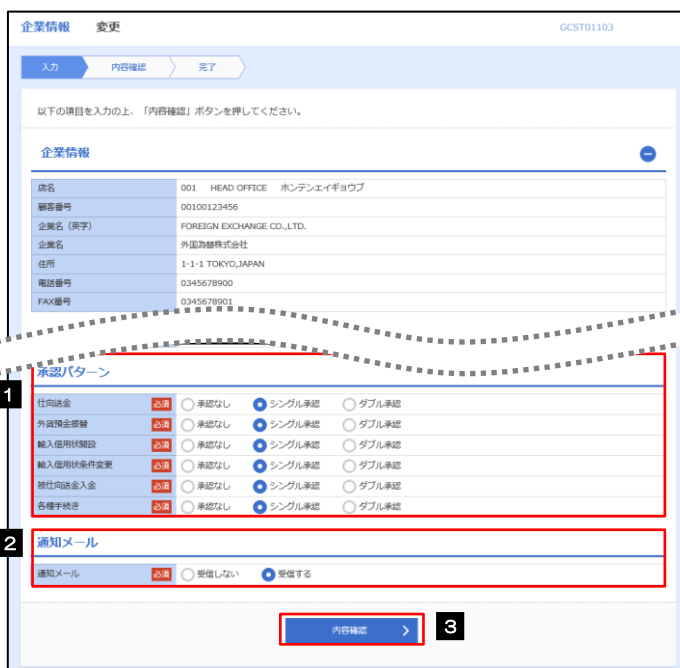 企業情報 変更 GCST01103
入力 内容確認 完了
以下の項目を入力の上、「内容確認」ボタンを押してください。
企業情報
店名 001 HEAD OFFICE ホンテンエイギョウブ
顧客番号 00100123456
企業名（英字） FOREIGN EXCHANGE CO.,LTD.
企業名 外国為替株式会社
住所 1-1-1 TOKYO,JAPAN
電話番号 0345678900
FAX番号 0345678901
1
承認パターン
仕向送金 必須 承認なし シングル承認 ダブル承認
外貨預金振替 必須 承認なし シングル承認 ダブル承認
輸入信用状開設 必須 承認なし シングル承認 ダブル承認
輸入信用状条件変更 必須 承認なし シングル承認 ダブル承認
被仕向送金入金 必須 承認なし シングル承認 ダブル承認
各種手続き 必須 承認なし シングル承認 ダブル承認
2
通知メール
通知メール 必須 受信しない 受信する
内容確認 3